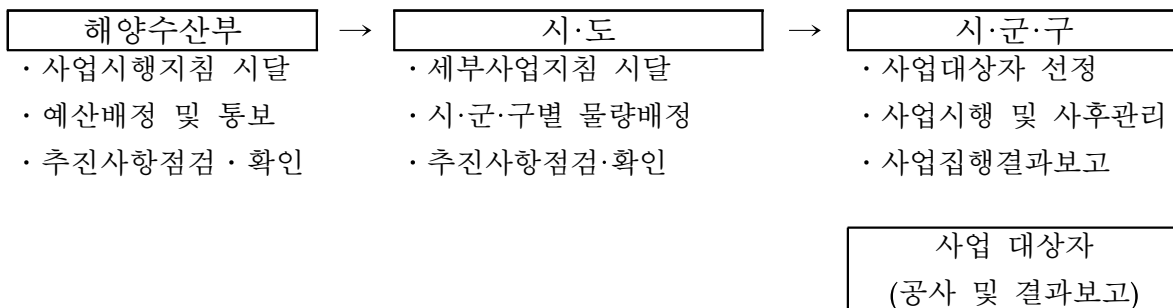 해양수산부 → 시·도 → 시·군·구
· 사업시행지침 시달 · 세부사업지침 시달 · 사업대상자 선정
· 예산배정 및 통보 · 시·군·구별 물량배정 · 사업시행 및 사후관리
· 추진사항점검 · 확인 · 추진사항점검·확인 · 사업집행결과보고
사업 대상자
(공사 및 결과보고)